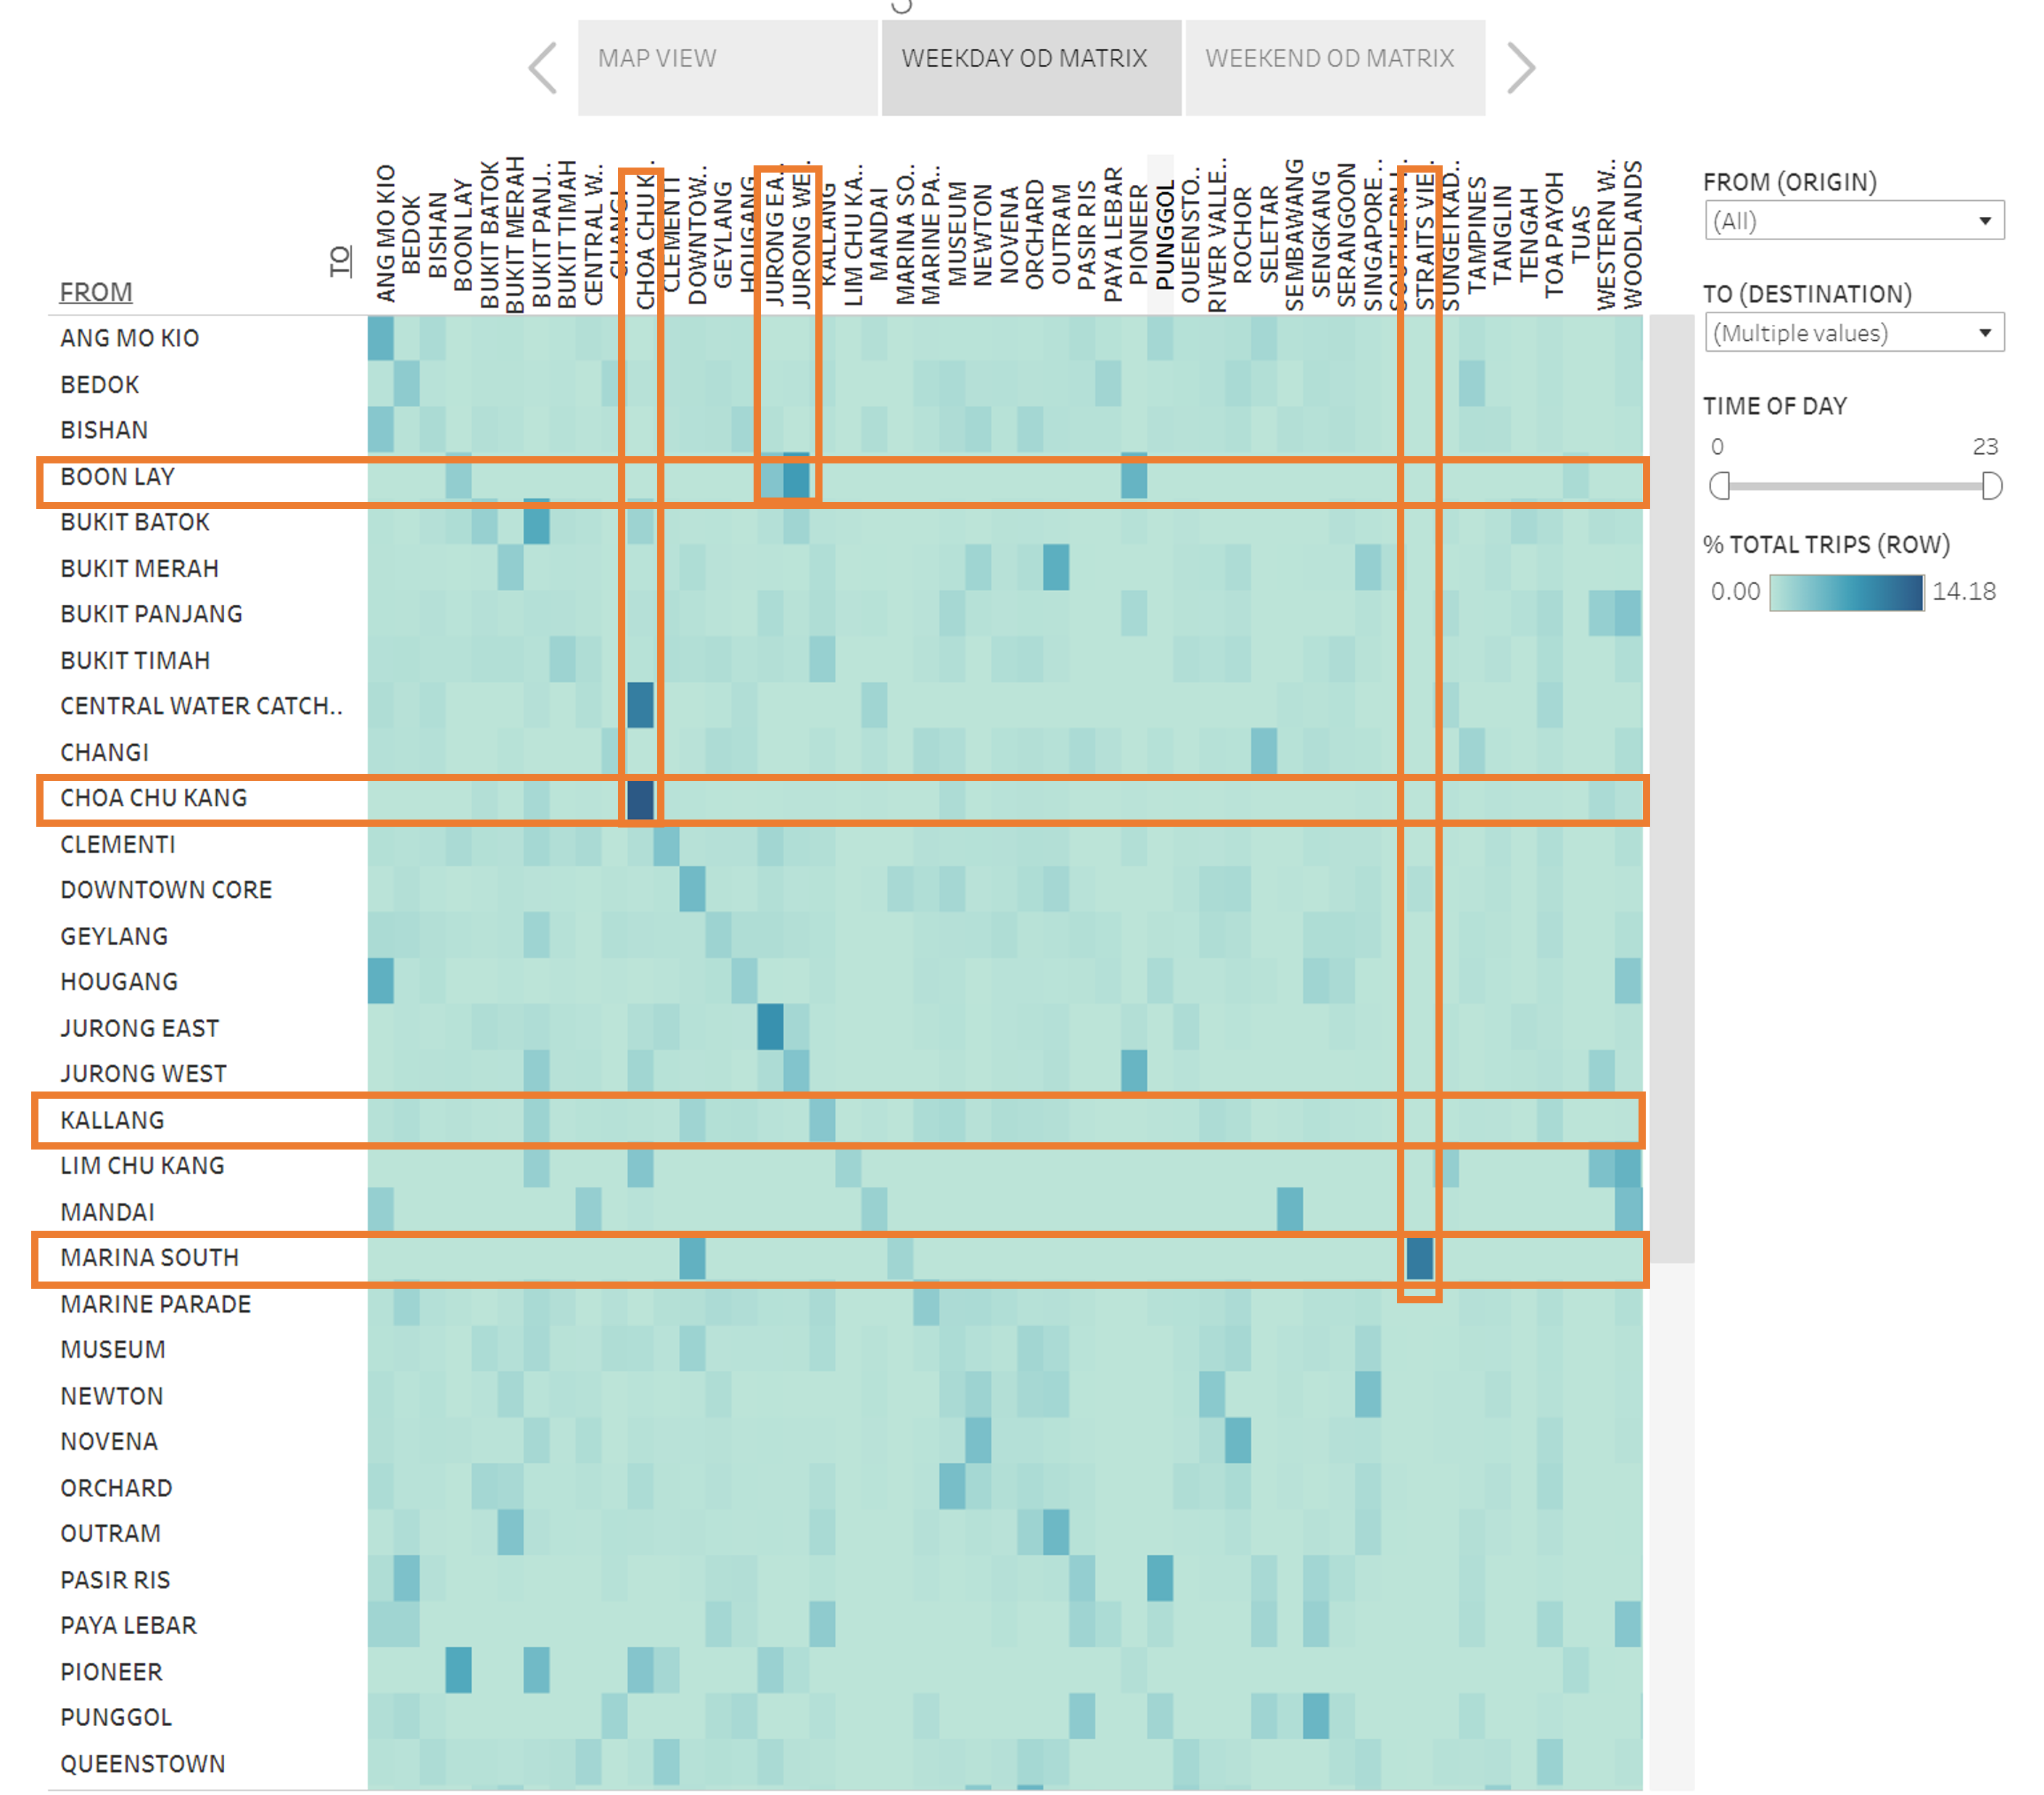 MAP VIEW
WEEKDAY OD MATRIX
WEEKEND OD MATRIX
TO
FROM
ANG MO KIO
BEDOK
BISHAN
BOON LAY
BUKIT BATOK
BUKIT MERAH
BUKIT PANJ..
BUKIT TIMAH
CENTRAL W..
CHANGI
CHOA CHU K..
CLEMENTI
DOWNTOW..
GEYLANG
HOUGANG
JURONG EA..
JURONG WE..
KALLANG
LIM CHU KA..
MANDAI
MARINA SO..
MARINE PA..
MUSEUM
NEWTON
NOVENA
ORCHARD
OUTRAM
PASIR RIS
PAYA LEBAR
PIONEER
PUNGGOL
QUEENSTO..
RIVER VALLE..
ROCHOR
SELETAR
SEMBAWANG
SENGKANG
SERANGOON
SINGAPORE ..
SOUTHERN I..
STRAITS VIE..
SUNGEI KAD..
TAMPINES
TANGLIN
TENGAH
TOA PAYOH
TUAS
WESTERN W..
WOODLANDS
ANG MO KIO
BEDOK
BISHAN
BOON LAY
BUKIT BATOK
BUKIT MERAH
BUKIT PANJANG
BUKIT TIMAH
CENTRAL WATER CATCH..
CHANGI
CHOA CHU KANG
CLEMENTI
DOWNTOWN CORE
GEYLANG
HOUGANG
JURONG EAST
JURONG WEST
KALLANG
LIM CHU KANG
MANDAI
MARINA SOUTH
MARINE PARADE
MUSEUM
NEWTON
NOVENA
ORCHARD
OUTRAM
PASIR RIS
PAYA LEBAR
PIONEER
PUNGGOL
QUEENSTOWN
FROM (ORIGIN)
(All)
TO (DESTINATION)
(Multiple values)
TIME OF DAY
0 23
% TOTAL TRIPS (ROW)
0.00 14.18